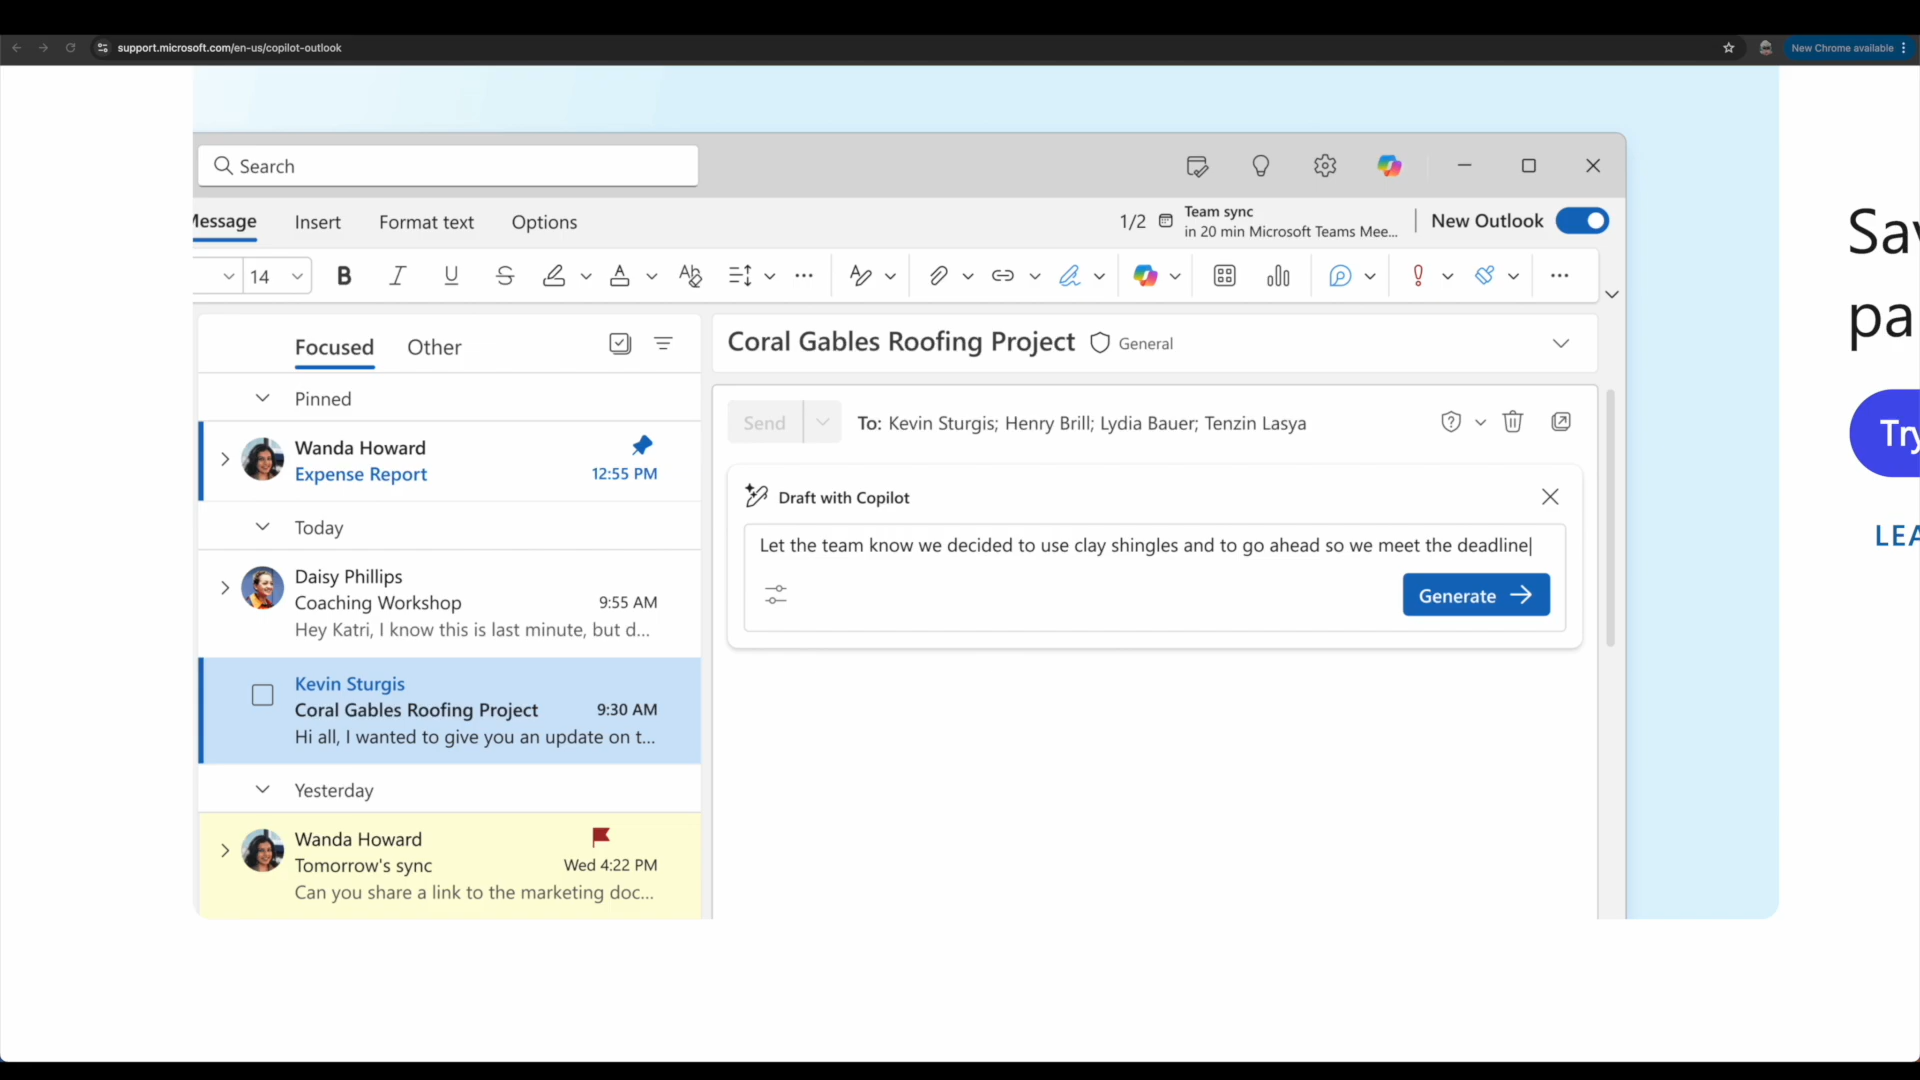 support.microsoft.com/en-us/copilot-outlook
New Chrome available
Search
Message
Insert
Format text
Options
1/2
Team sync
in 20 min Microsoft Teams Mee...
New Outlook
14
B
I
U
S
Focused
Other
Pinned
Wanda Howard
Expense Report
12:55 PM
Today
Daisy Phillips
Coaching Workshop
9:55 AM
Hey Katri, I know this is last minute, but d...
Kevin Sturgis
Coral Gables Roofing Project
9:30 AM
Hi all, I wanted to give you an update on t...
Yesterday
Wanda Howard
Tomorrow's sync
Wed 4:22 PM
Can you share a link to the marketing doc...
Coral Gables Roofing Project
General
Send
To: Kevin Sturgis; Henry Brill; Lydia Bauer; Tenzin Lasya
Draft with Copilot
Let the team know we decided to use clay shingles and to go ahead so we meet the deadline
Generate
Try